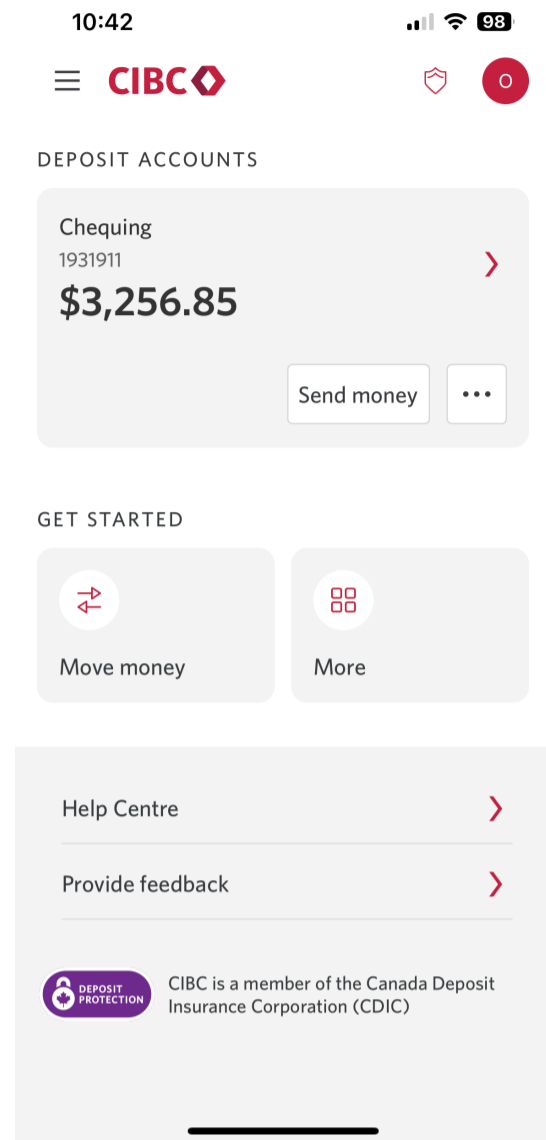 10:42
98
CIBC
O
DEPOSIT ACCOUNTS
Chequing
1931911
$3,256.85
Send money
GET STARTED
Move money
More
Help Centre
Provide feedback
DEPOSIT
PROTECTION
CIBC is a member of the Canada Deposit
Insurance Corporation (CDIC)